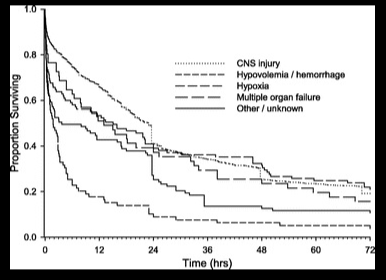 1.0
0.8
0.6
0.4
0.2
0.0
Proportion Surviving
CNS injury
Hypovolemia / hemorrhage
Hypoxia
Multiple organ failure
Other / unknown
0 12 24 36 48 60 72
Time (hrs)